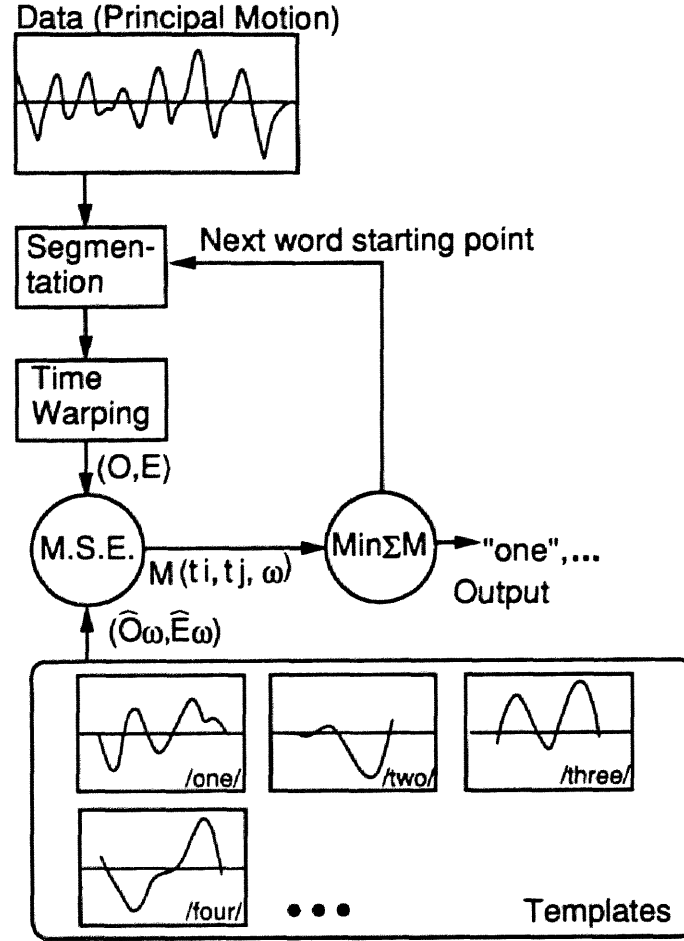 Data (Principal Motion)
Segmen-
tation
Next word starting point
Time
Warping
(O,E)
M.S.E.
M(ti,tj,ω)
MinΣM
"one",...
Output
(Ôω,Êω)
/one/
/two/
/three/
/four/
•••
Templates